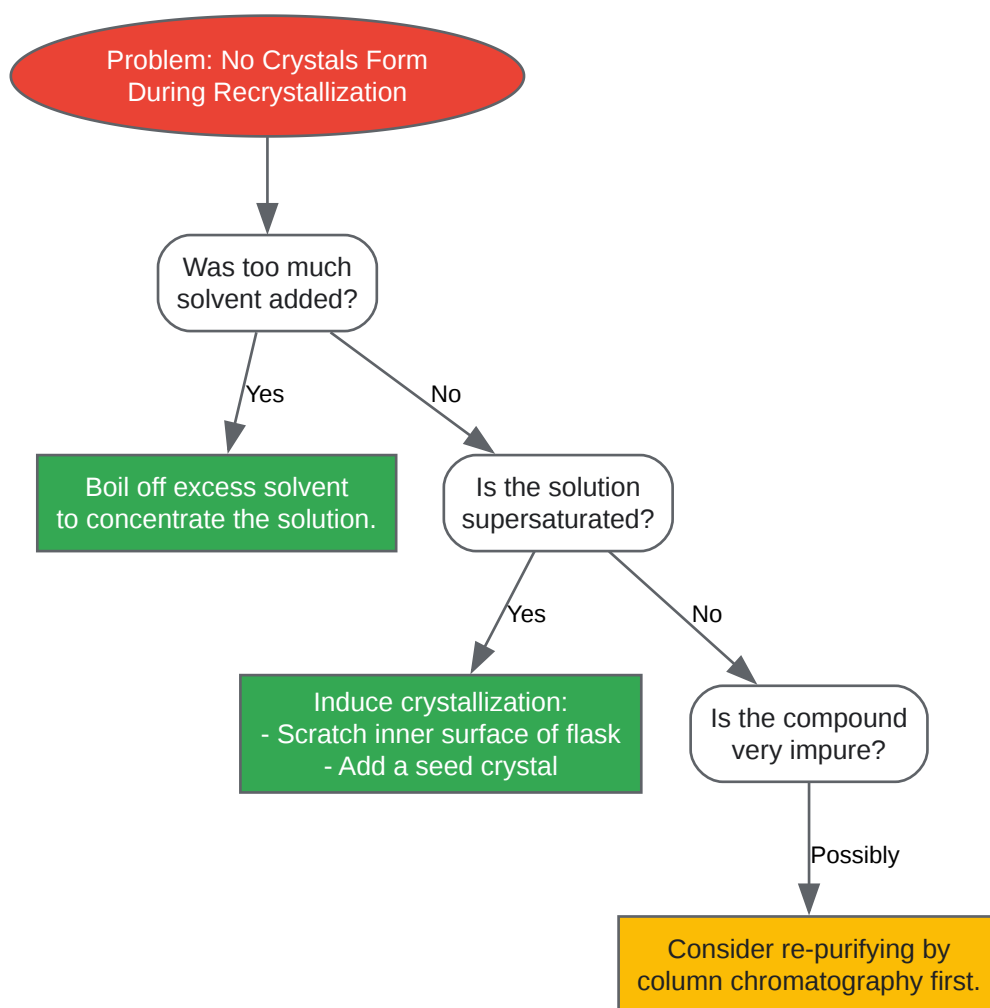 Problem: No Crystals Form
During Recrystallization
Was too much
solvent added?
Yes
No
Boil off excess solvent
to concentrate the solution.
Is the solution
supersaturated?
Yes
No
Induce crystallization:
- Scratch inner surface of flask
- Add a seed crystal
Is the compound
very impure?
Possibly
Consider re-purifying by
column chromatography first.